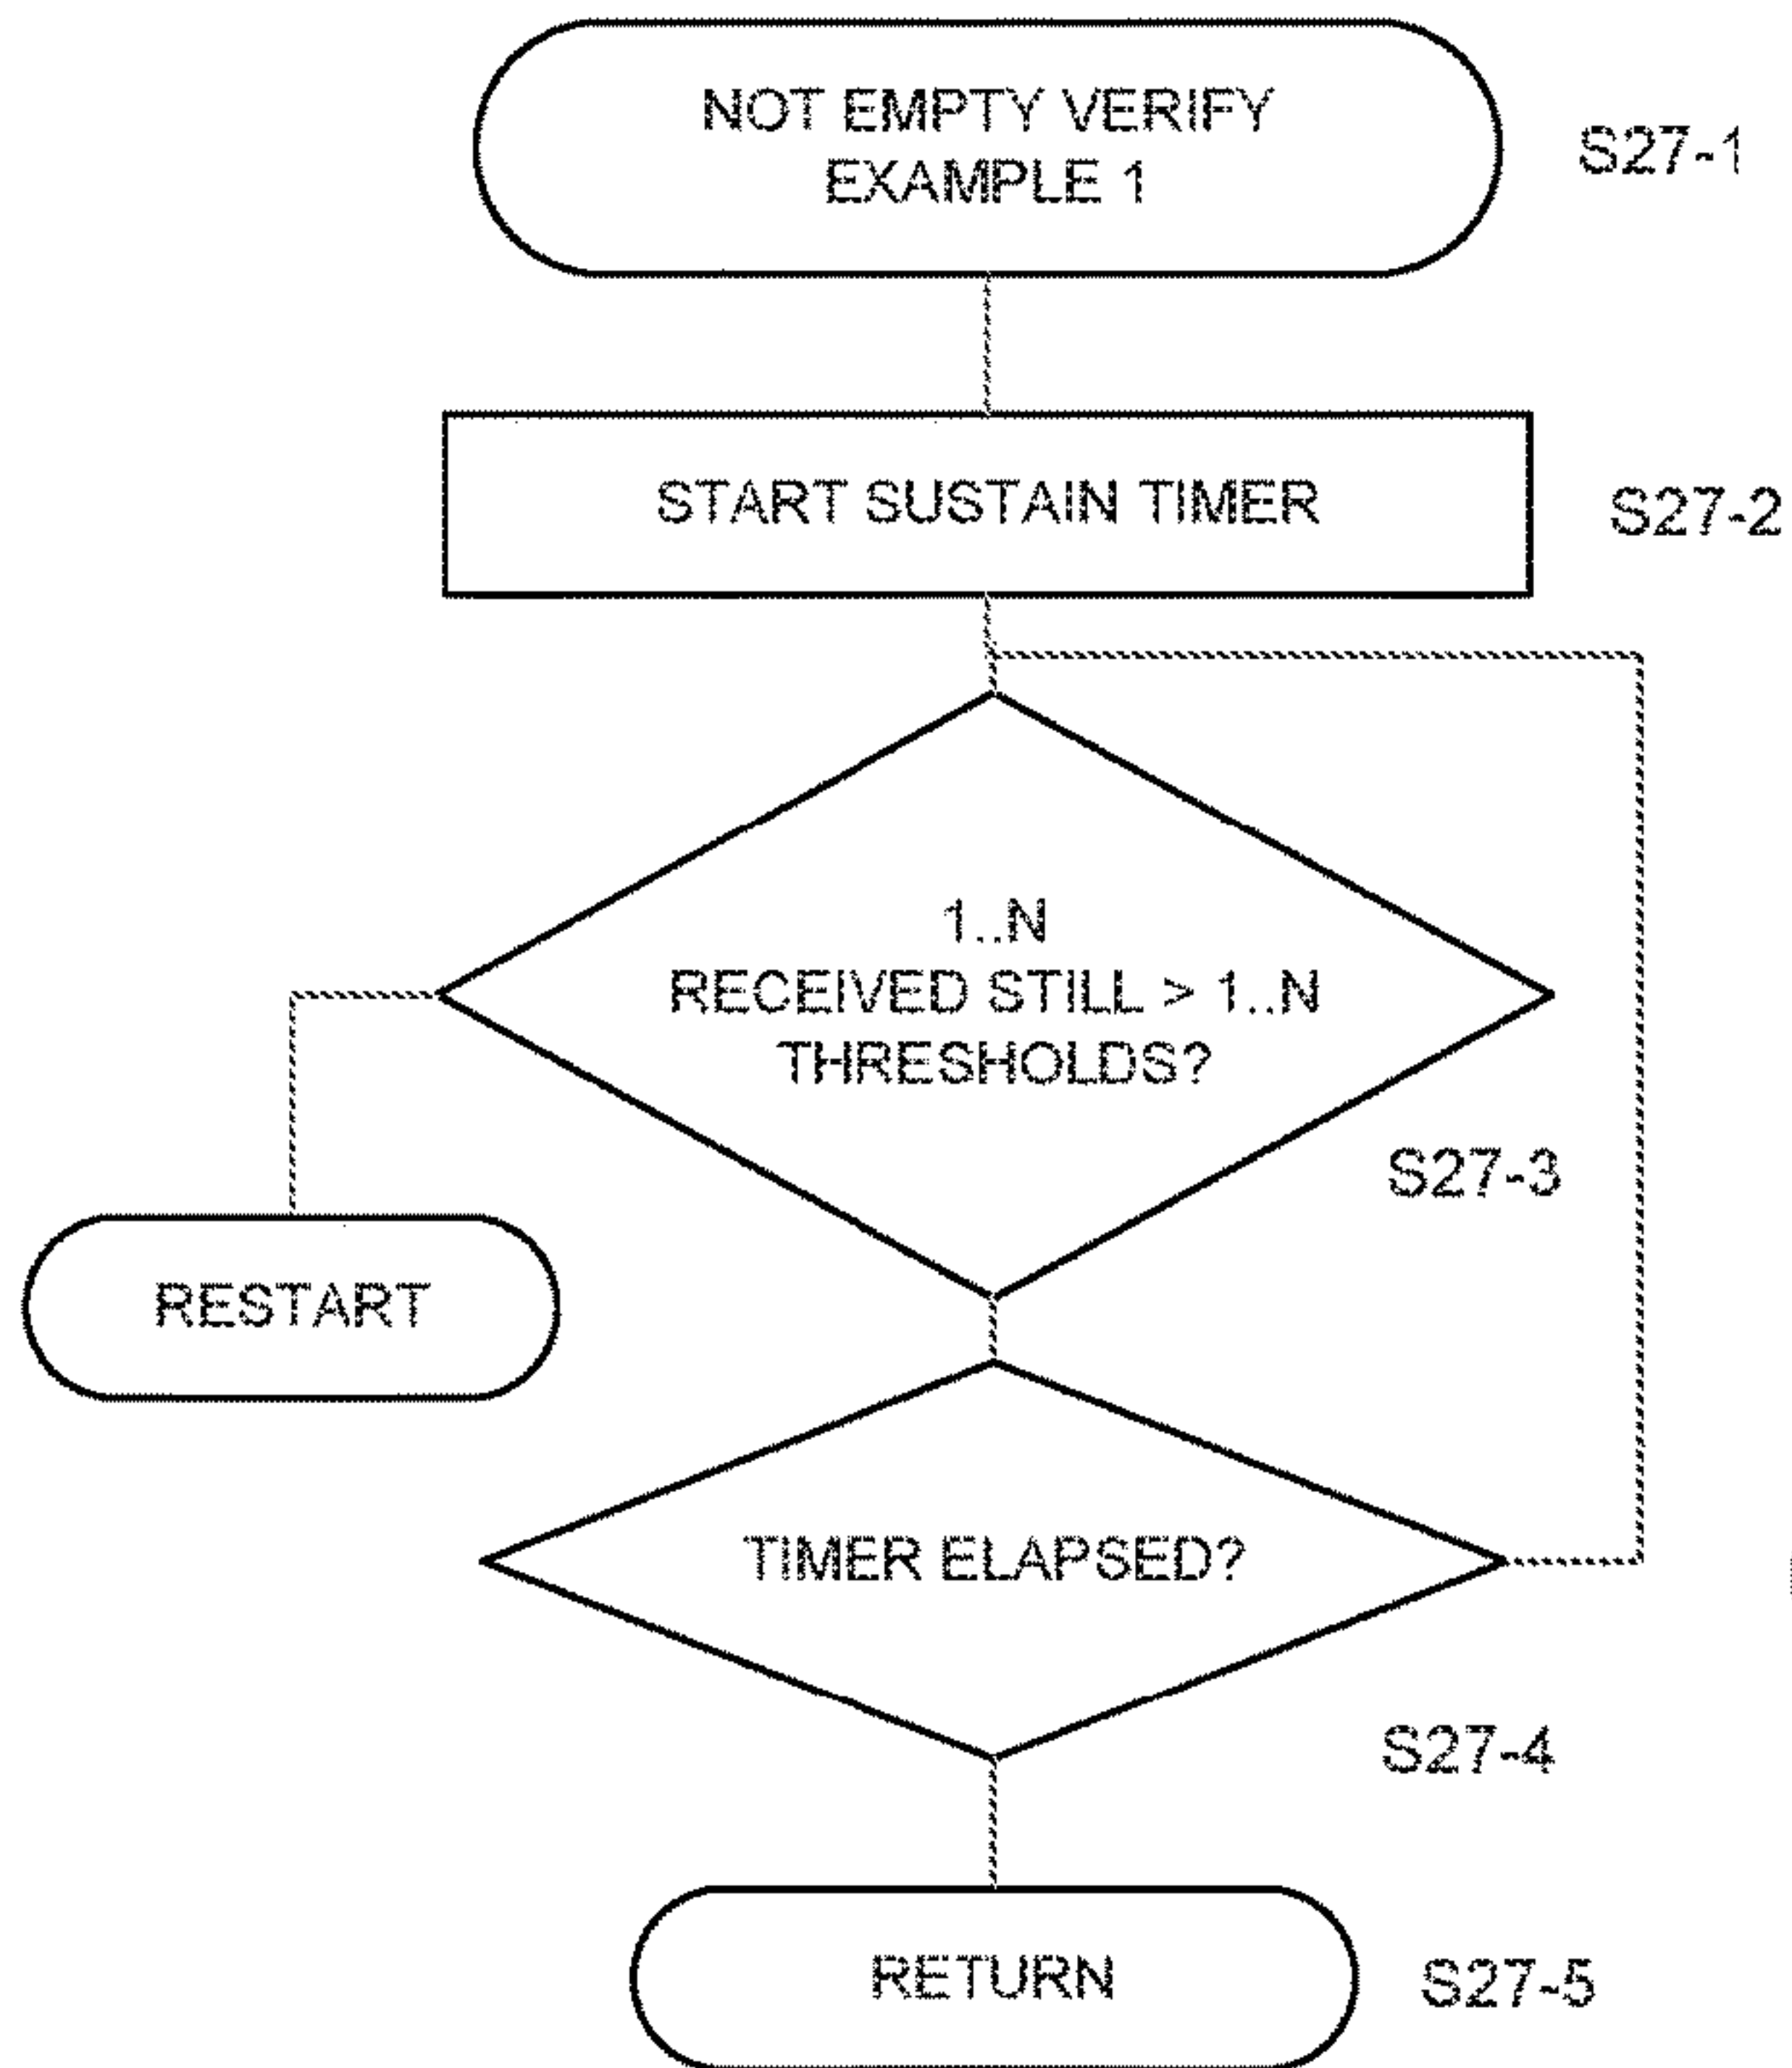 NOT EMPTY VERIFY
EXAMPLE 1
S27-1
START SUSTAIN TIMER
S27-2
1..N
RECEIVED STILL > 1..N
THRESHOLDS?
S27-3
RESTART
TIMER ELAPSED?
S27-4
RETURN
S27-5